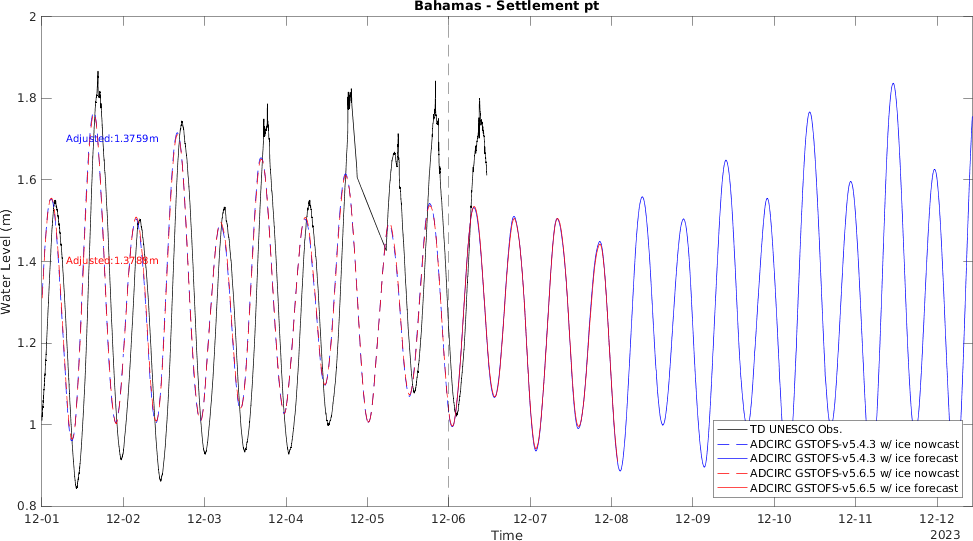 Bahamas - Settlement pt
2
1.8
1.6
1.4
1.2
1
0.8
Water Level (m)
Adjusted:1.3759m
Adjusted:1.3788m
TD UNESCO Obs.
ADCIRC GSTOFS-v5.4.3 w/ ice nowcast
ADCIRC GSTOFS-v5.4.3 w/ ice forecast
ADCIRC GSTOFS-v5.6.5 w/ ice nowcast
ADCIRC GSTOFS-v5.6.5 w/ ice forecast
12-01 12-02 12-03 12-04 12-05 12-06 12-07 12-08 12-09 12-10 12-11 12-12
2023
Time